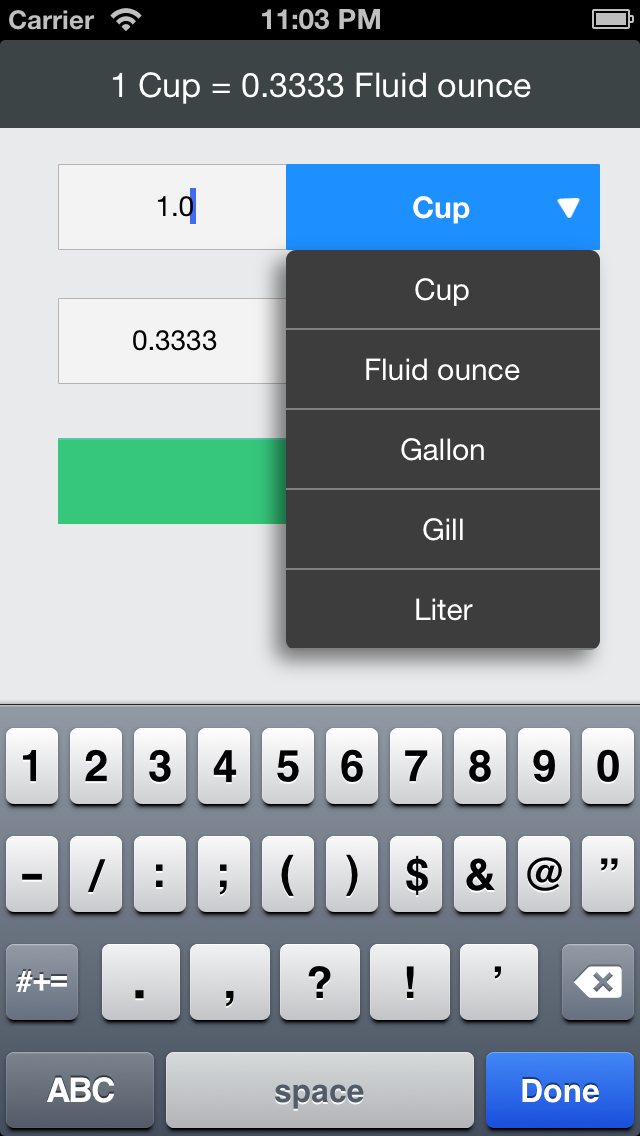 Carrier 11:03 PM
1 Cup = 0.3333 Fluid ounce
1.0 Cup
Cup
0.3333
Fluid ounce
Gallon
Gill
Liter
1 2 3 4 5 6 7 8 9 0
- / : ; ( ) $ & @ ”
#+= . , ? ! ’
ABC space Done